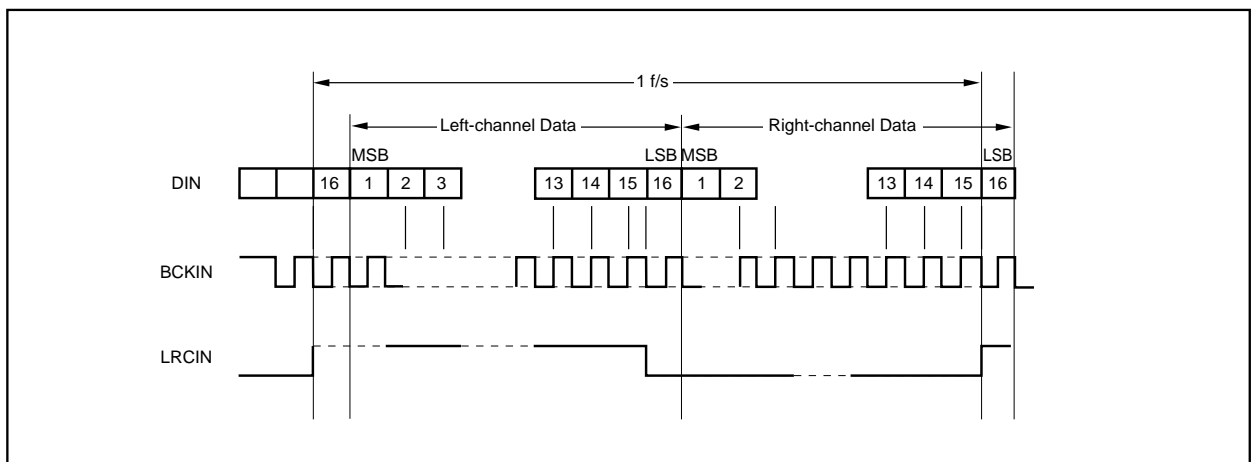 1 f/s
Left-channel Data Right-channel Data
MSB LSB MSB LSB
DIN 16 1 2 3 13 14 15 16 1 2 13 14 15 16
BCKIN
LRCIN